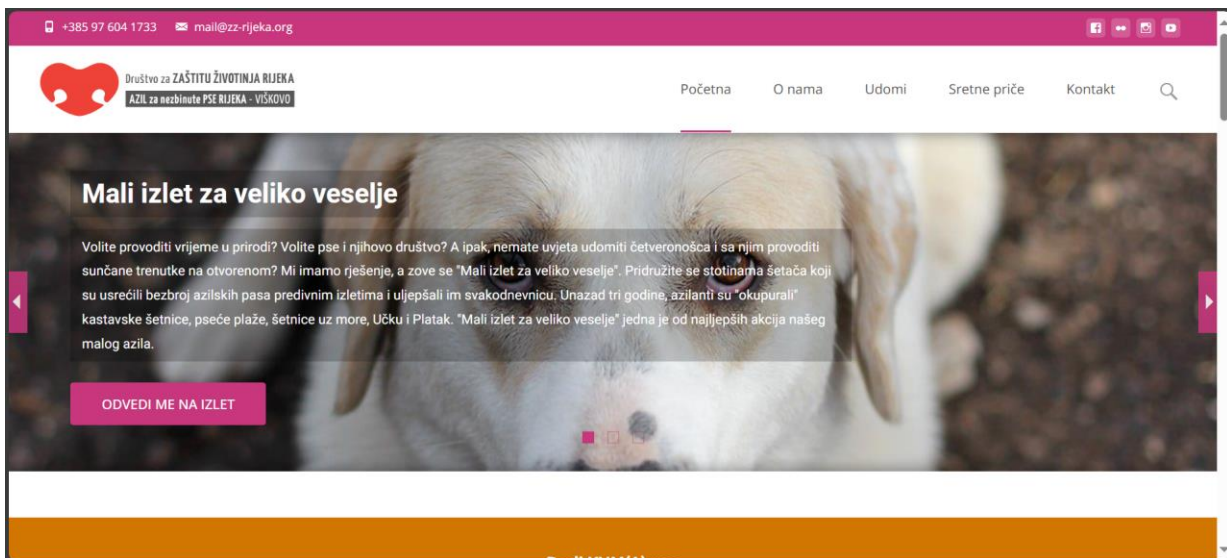 +385 97 604 1733 mail@zz-rijeka.org
Društvo za ZAŠTITU ŽIVOTINJA RIJEKA
AZIL za nezbinute PSE RIJEKA - VIŠKOVO
Početna O nama Udomi Sretne priče Kontakt
Mali izlet za veliko veselje
Volite provoditi vrijeme u prirodi? Volite pse i njihovo društvo? A ipak, nemate uvjeta udomiti četveronošca i sa njim provoditi
sunčane trenutke na otvorenom? Mi imamo rješenje, a zove se "Mali izlet za veliko veselje". Pridružite se stotinama šetača koji
su usrećili bezbroj azilskih pasa predivnim izletima i uljepšali im svakodnevnicu. Unazad tri godine, azilanti su "okupurali"
kastavske šetnice, pseće plaže, šetnice uz more, Učku i Platak. "Mali izlet za veliko veselje" jedna je od najljepših akcija našeg
malog azila.
ODVEDI ME NA IZLET